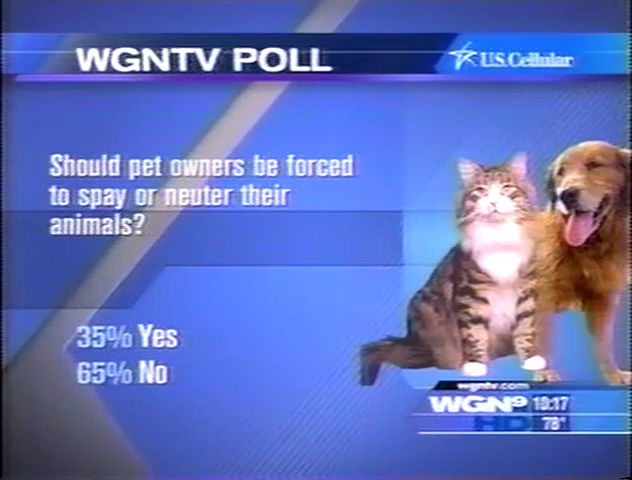 WGNTV POLL
U.S. Cellular
Should pet owners be forced
to spay or neuter their
animals?
35% Yes
65% No
wgntv.com
WGN9 10:17
HD 78°